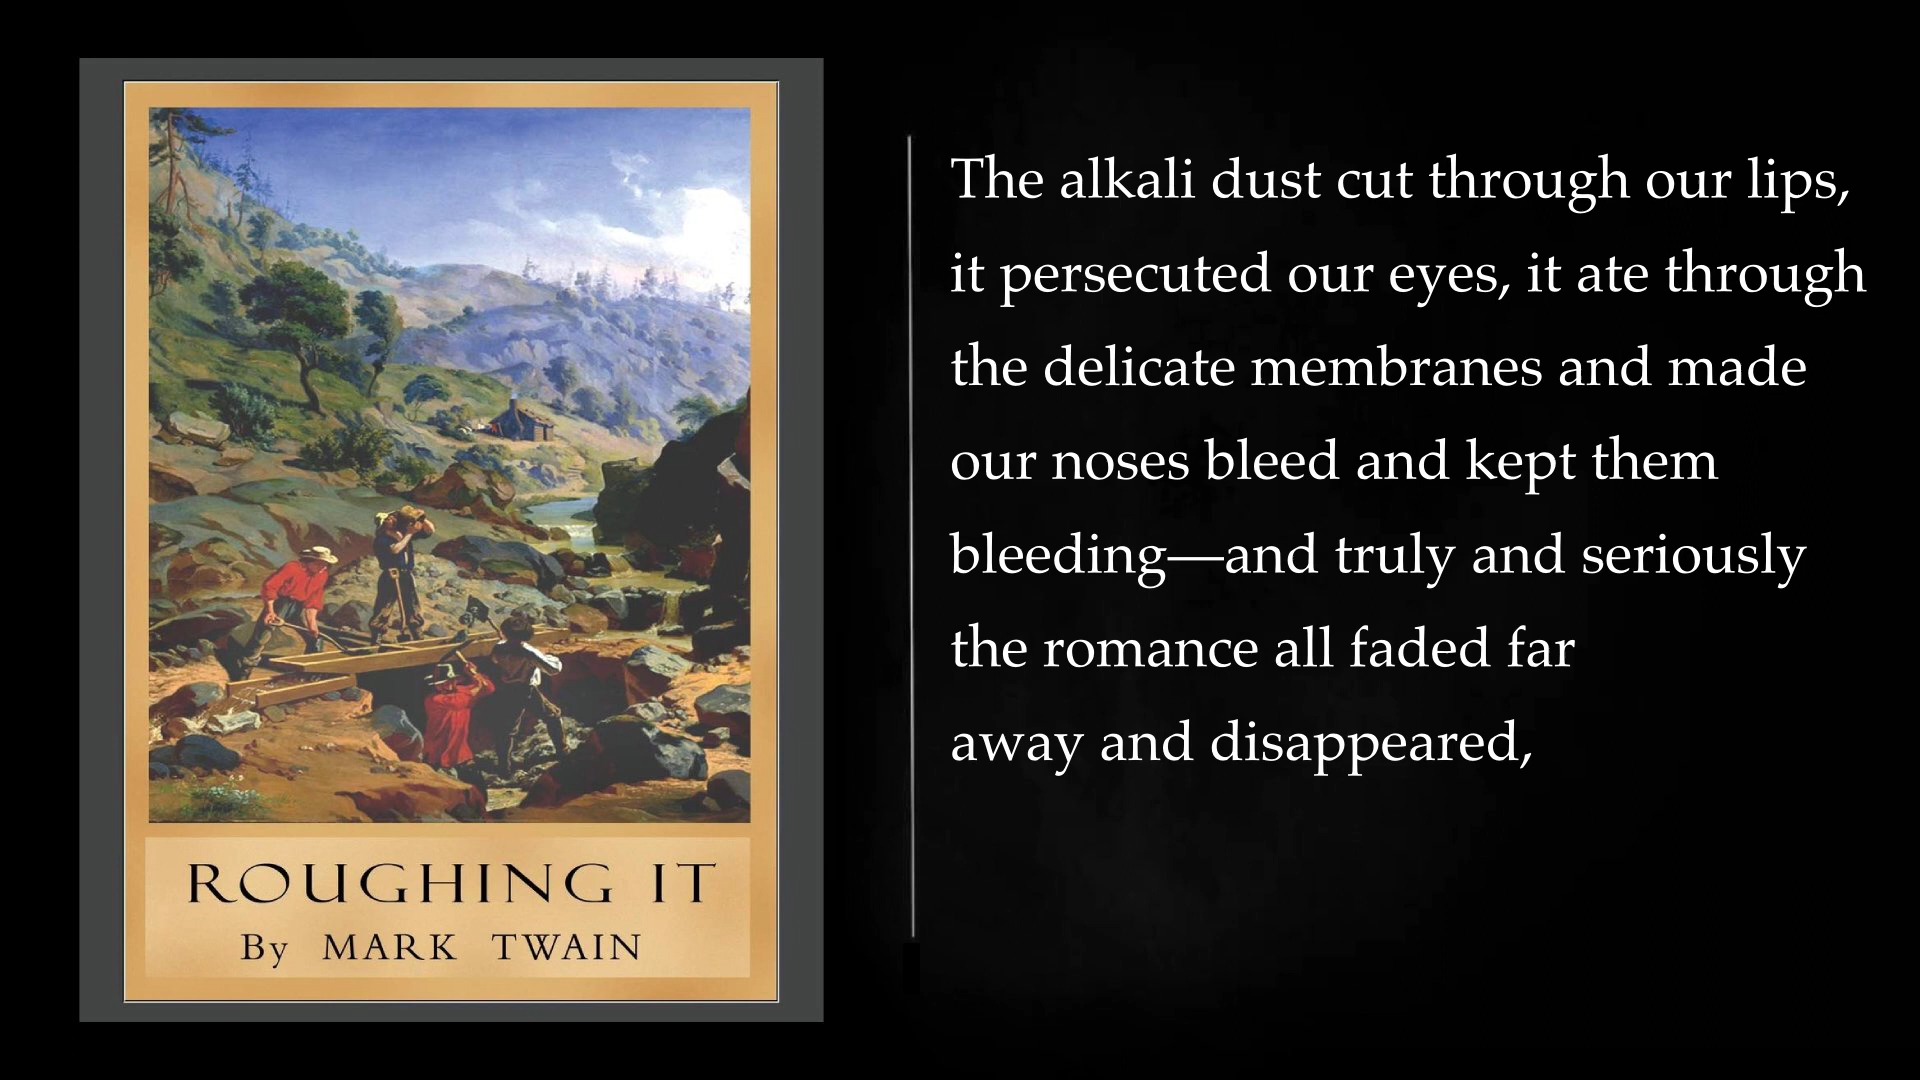 ROUGHING IT
By MARK TWAIN
The alkali dust cut through our lips,
it persecuted our eyes, it ate through
the delicate membranes and made
our noses bleed and kept them
bleeding—and truly and seriously
the romance all faded far
away and disappeared,